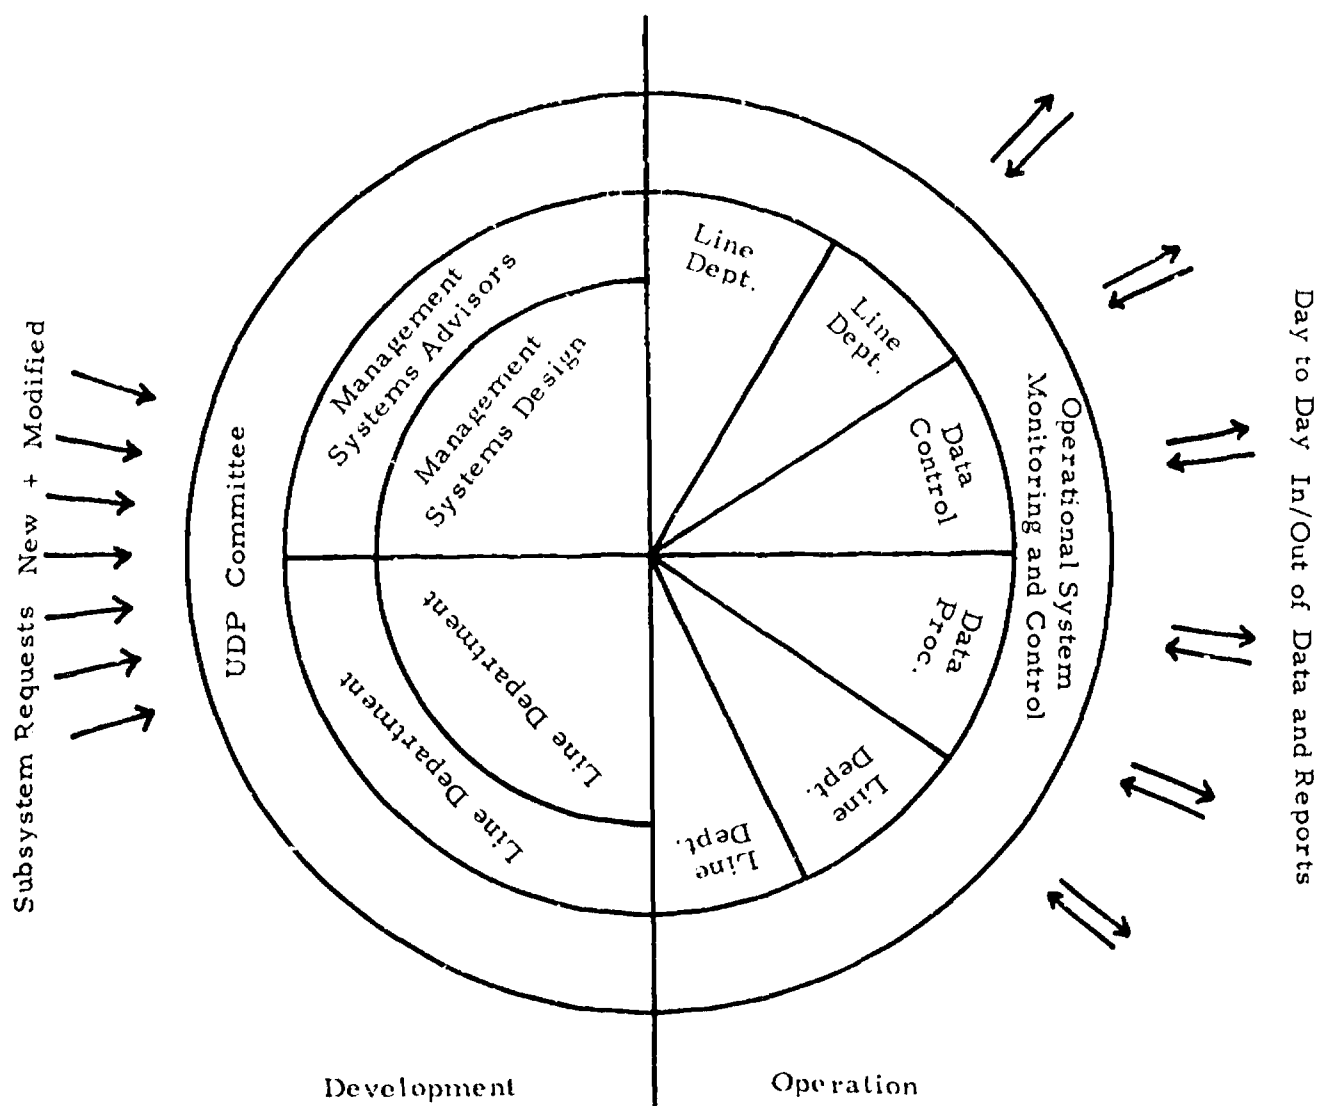 Subsystem Requests New + Modified
UDP Committee
Management
Systems Advisors
Management
Systems Design
Line Department
Line Department
Line
Dept.
Line
Dept.
Data
Control
Data
Proc.
Line
Dept.
Line
Dept.
Operational System
Monitoring and Control
Day to Day In/Out of Data and Reports
Development
Operation